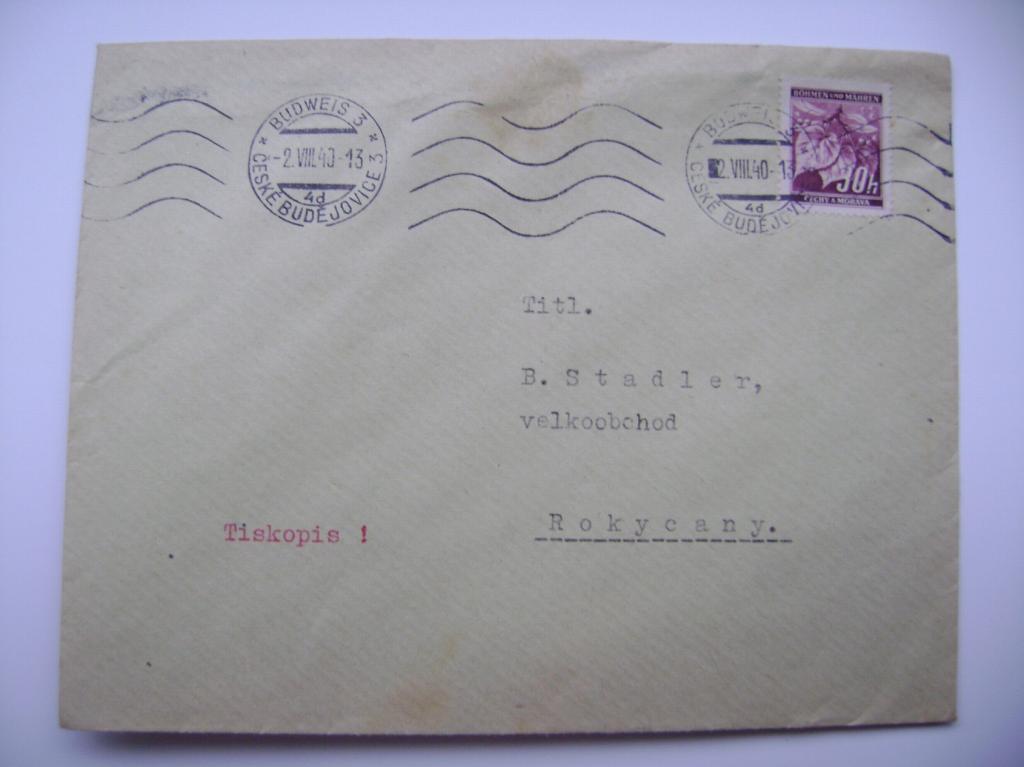 BUDWEIS 3
-2.VIII.40-13
4d
ČESKÉ BUDĚJOVICE 3
2.VIII.40-13
4d
ČESKÉ
BÖHMEN UND MÄHREN
30h
ČECHY A MORAVA
Titl.
B. Stadler,
velkoobchod
Tiskopis !
Rokycany.